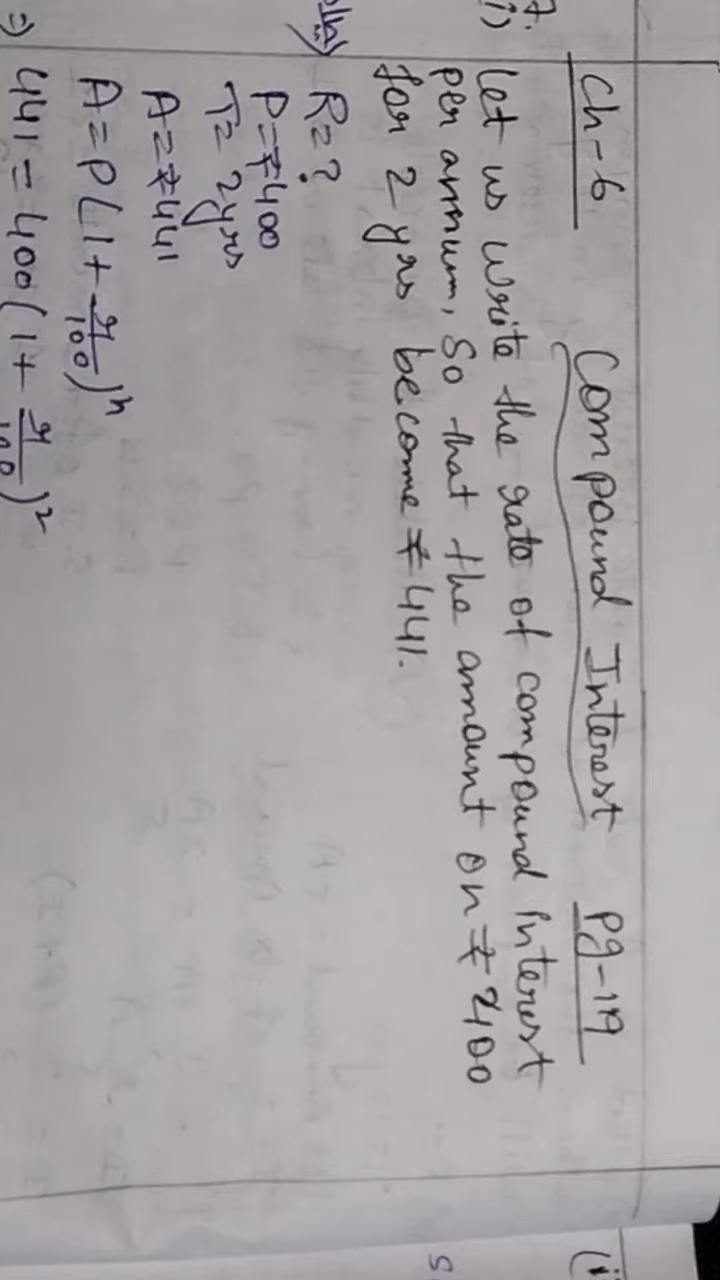 Ch-6 Compound Interest Pg-119
7.
i) Let us write the rate of compound interest
per annum, So that the amount on ₹ 400
for 2 yrs become ₹ 441.
R=?
P=₹400
T= 2yrs
A=₹441
A=P(1+r/100)ⁿ
=) 441=400(1+r/100)²
(i